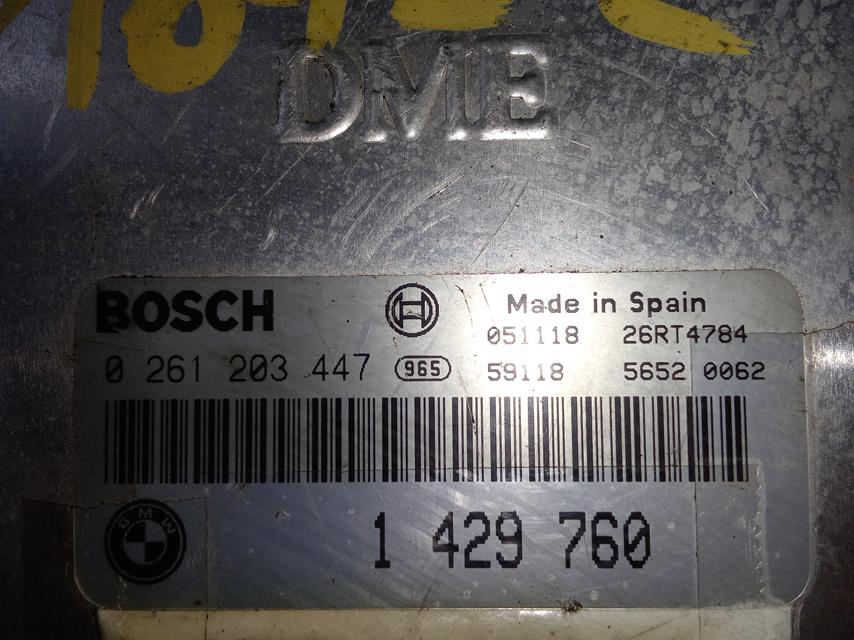 DME
BOSCH
Made in Spain
051118 26RT4784
0 261 203 447 965 59118 5652 0062
BMW
1 429 760